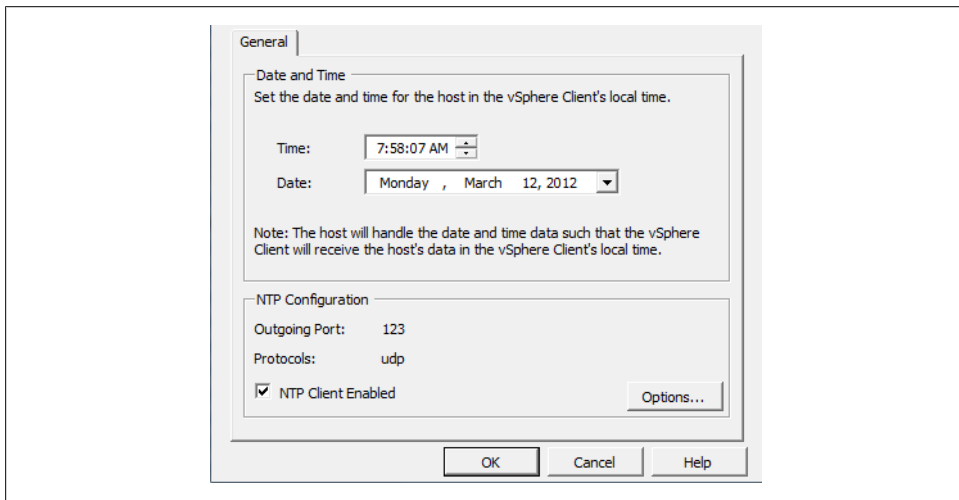 General
Date and Time
Set the date and time for the host in the vSphere Client's local time.
Time: 7:58:07 AM
Date: Monday , March 12, 2012
Note: The host will handle the date and time data such that the vSphere
Client will receive the host's data in the vSphere Client's local time.
NTP Configuration
Outgoing Port: 123
Protocols: udp
NTP Client Enabled
Options...
OK Cancel Help